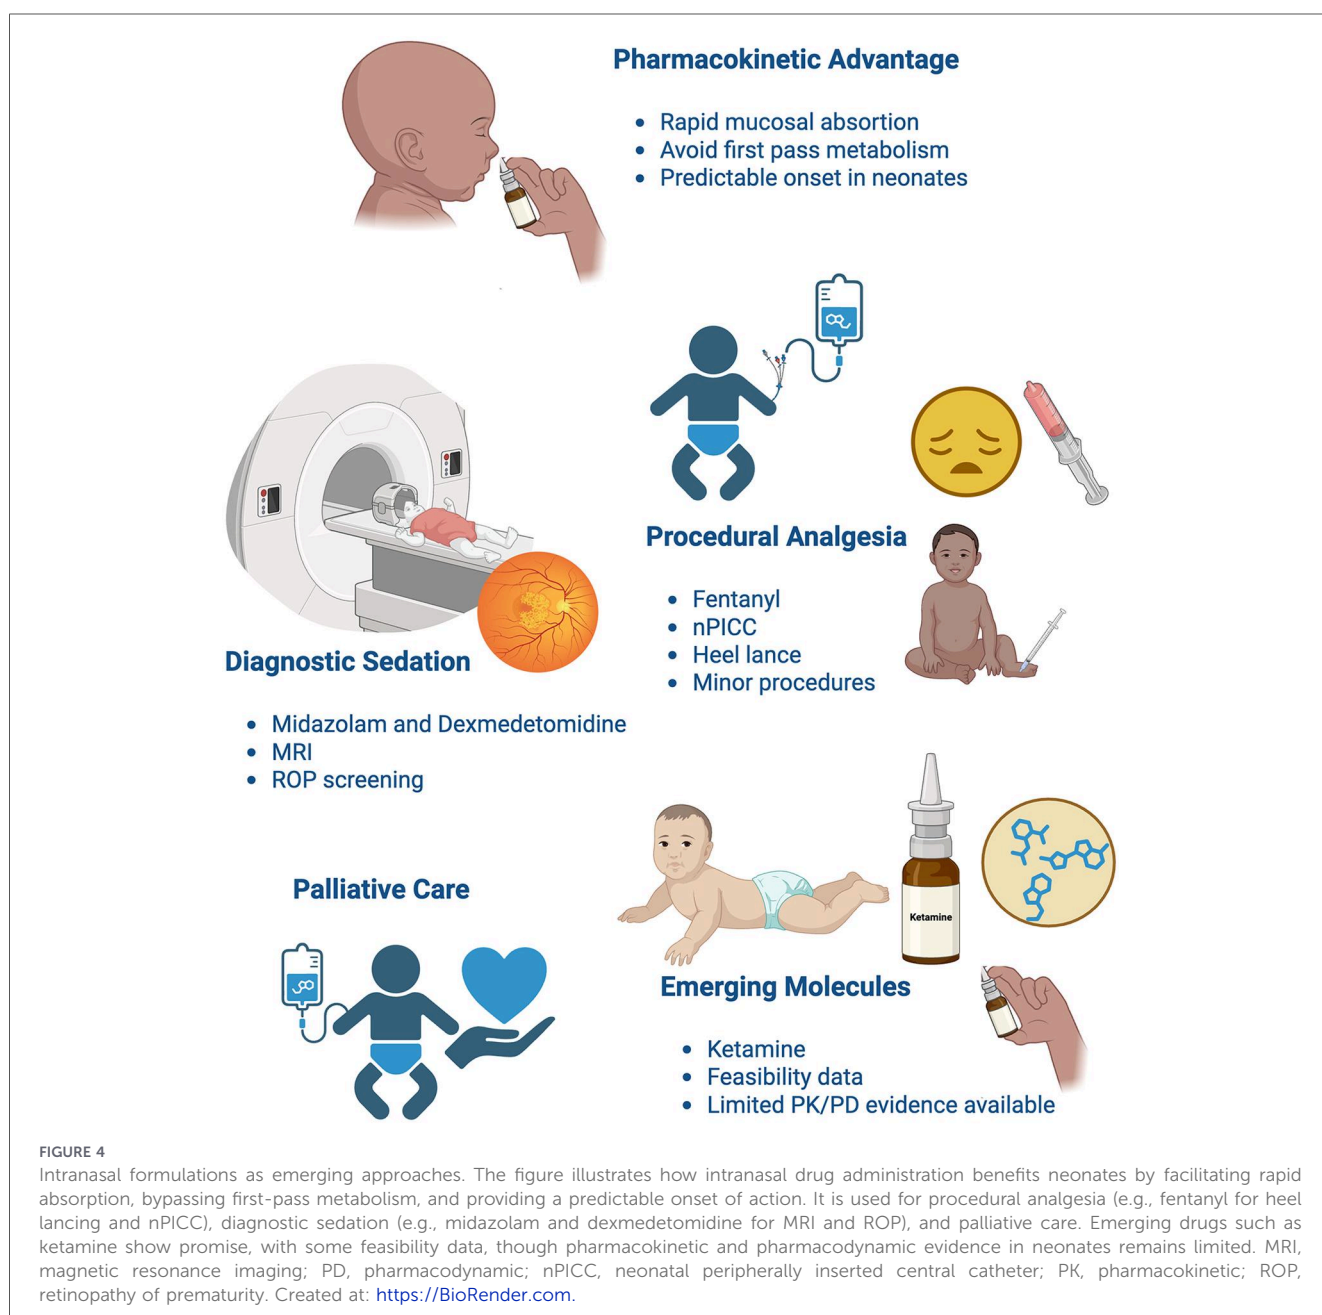 Pharmacokinetic Advantage
• Rapid mucosal absortion
• Avoid first pass metabolism
• Predictable onset in neonates
Procedural Analgesia
• Fentanyl
• nPICC
• Heel lance
• Minor procedures
Diagnostic Sedation
• Midazolam and Dexmedetomidine
• MRI
• ROP screening
Palliative Care
Ketamine
Emerging Molecules
• Ketamine
• Feasibility data
• Limited PK/PD evidence available
FIGURE 4
Intranasal formulations as emerging approaches. The figure illustrates how intranasal drug administration benefits neonates by facilitating rapid
absorption, bypassing first-pass metabolism, and providing a predictable onset of action. It is used for procedural analgesia (e.g., fentanyl for heel
lancing and nPICC), diagnostic sedation (e.g., midazolam and dexmedetomidine for MRI and ROP), and palliative care. Emerging drugs such as
ketamine show promise, with some feasibility data, though pharmacokinetic and pharmacodynamic evidence in neonates remains limited. MRI,
magnetic resonance imaging; PD, pharmacodynamic; nPICC, neonatal peripherally inserted central catheter; PK, pharmacokinetic; ROP,
retinopathy of prematurity. Created at: https://BioRender.com.